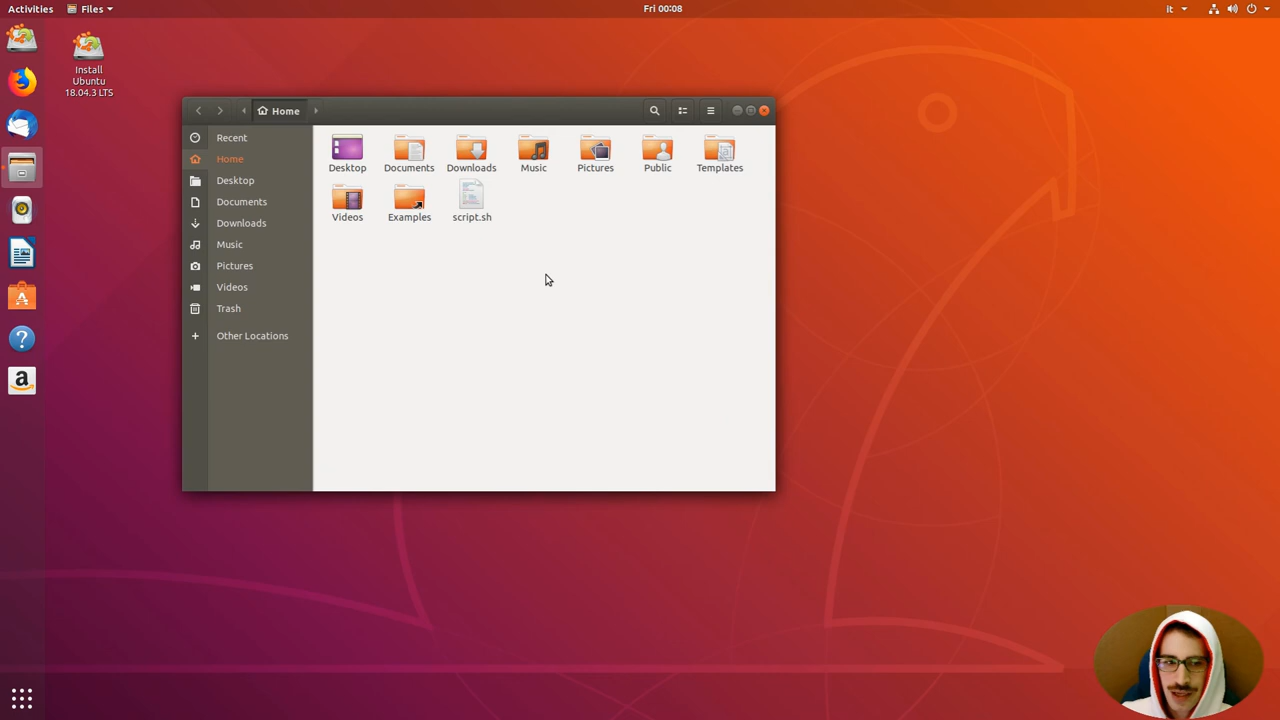 Activities
Files
Fri 00:08
it
Install
Ubuntu
18.04.3 LTS
Home
Recent
Home
Desktop
Documents
Downloads
Music
Pictures
Videos
Trash
Other Locations
Desktop
Documents
Downloads
Music
Pictures
Public
Templates
Videos
Examples
script.sh